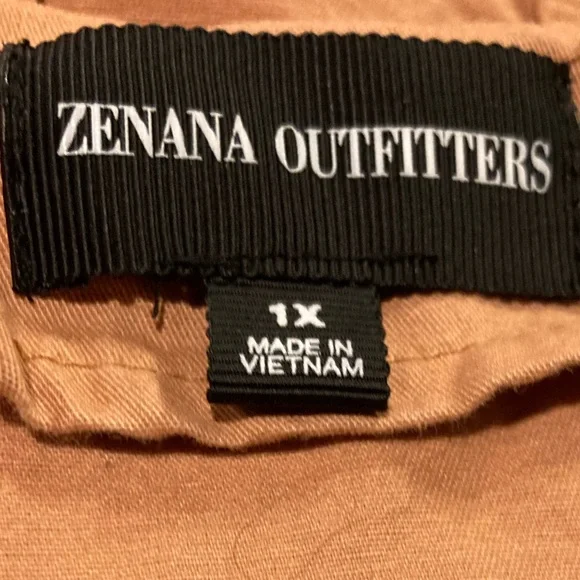 ZENANA OUTFITTERS
1X
MADE IN
VIETNAM